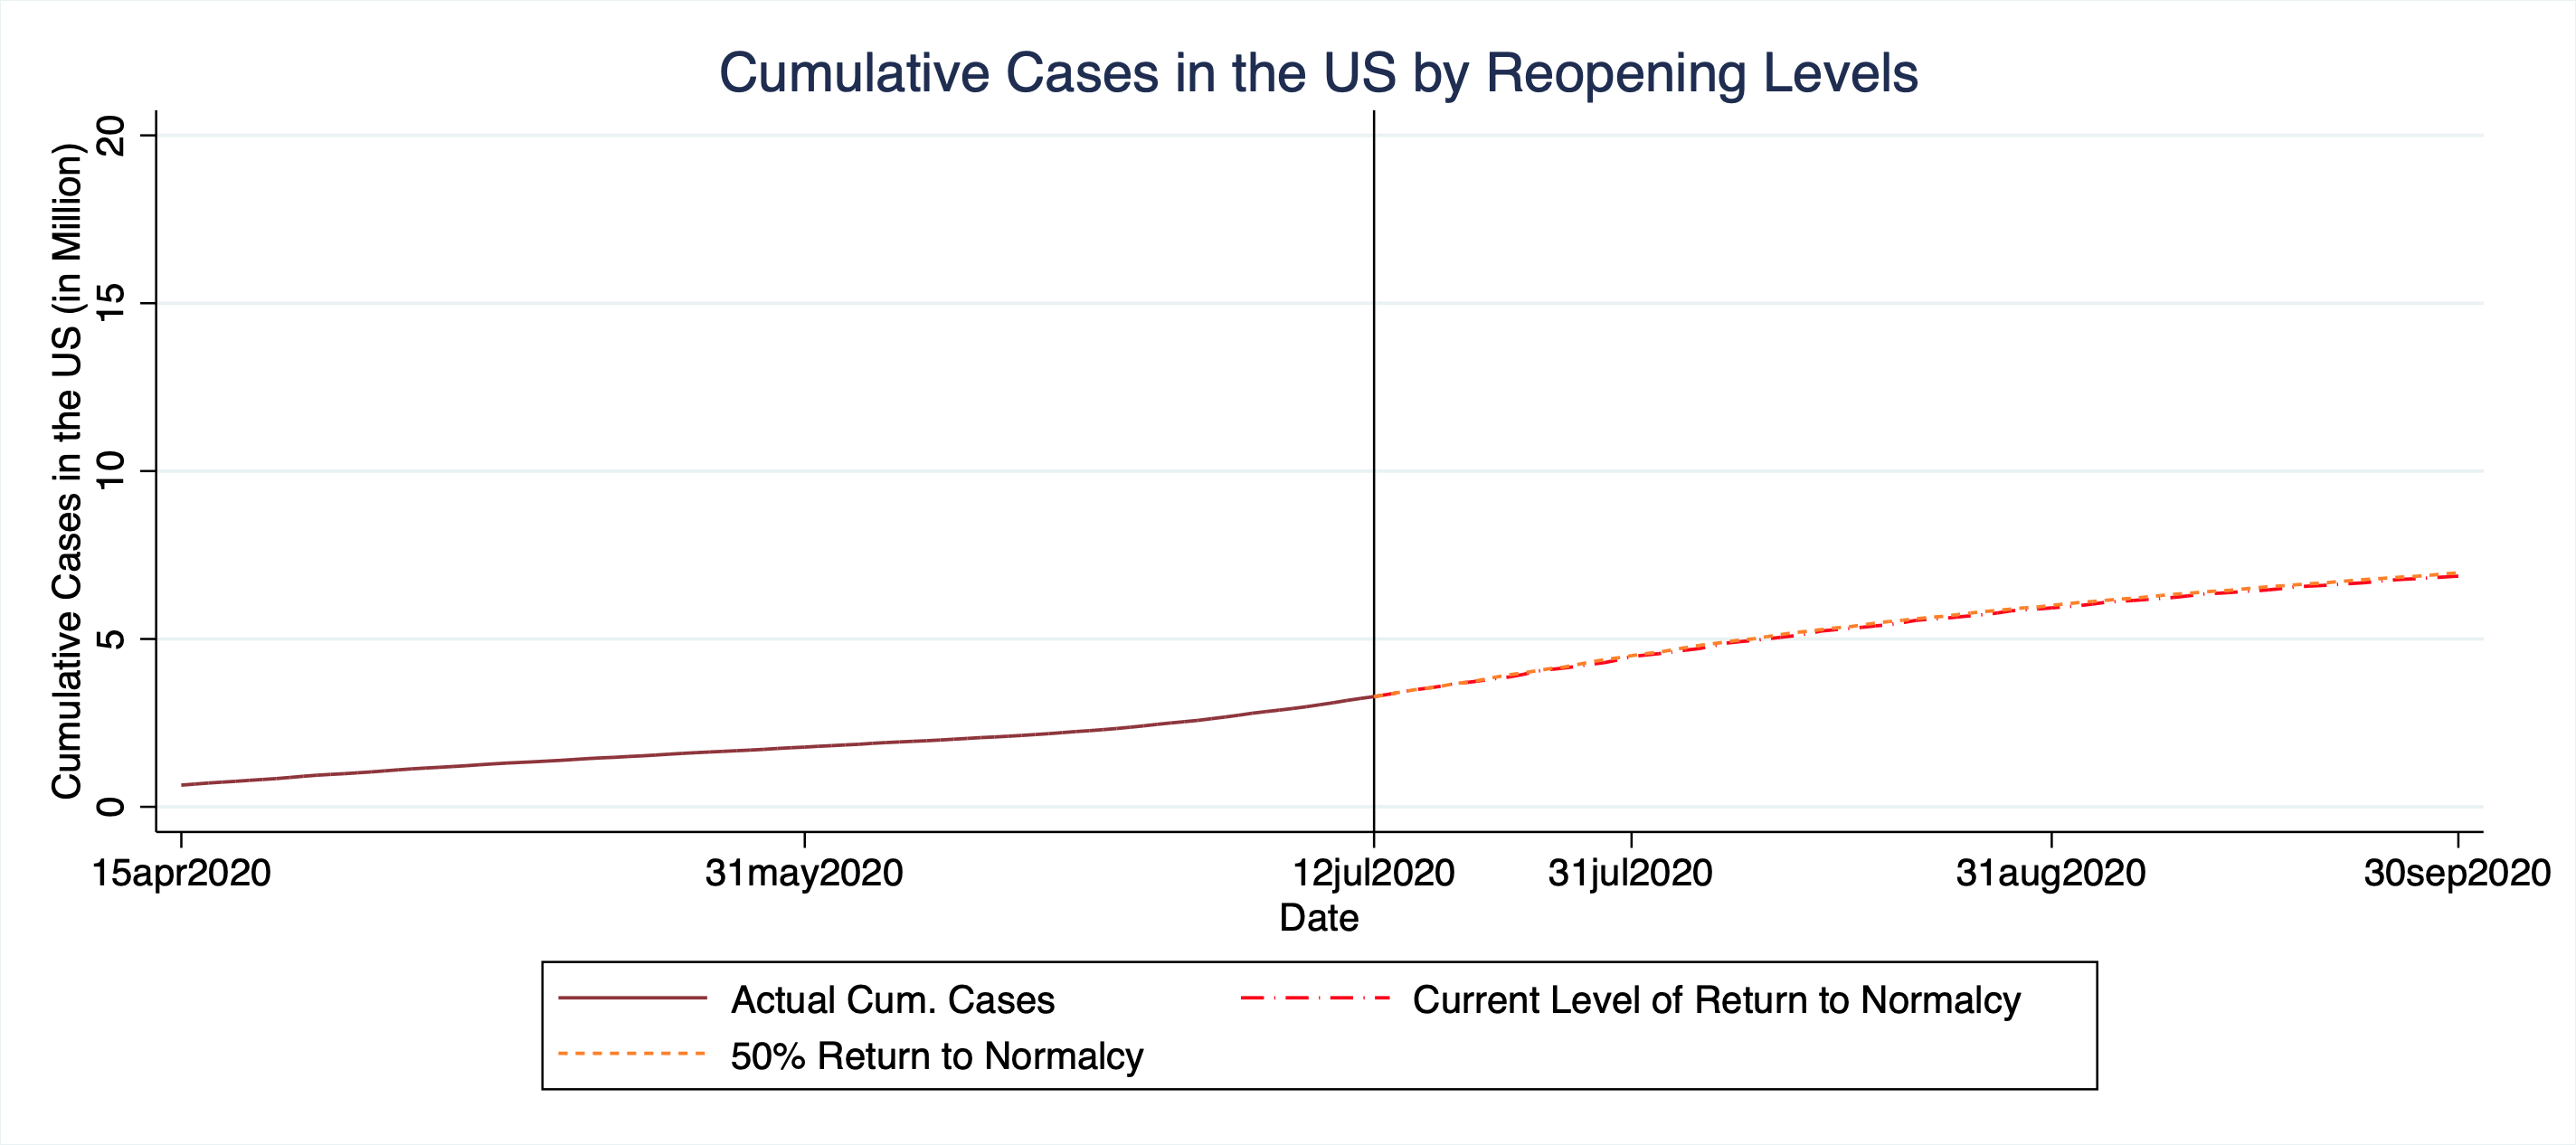 Cumulative Cases in the US by Reopening Levels
Cumulative Cases in the US (in Million)
20
15
10
5
0
15apr2020 31may2020 12jul2020 31jul2020 31aug2020 30sep2020
Date
Actual Cum. Cases Current Level of Return to Normalcy
50% Return to Normalcy